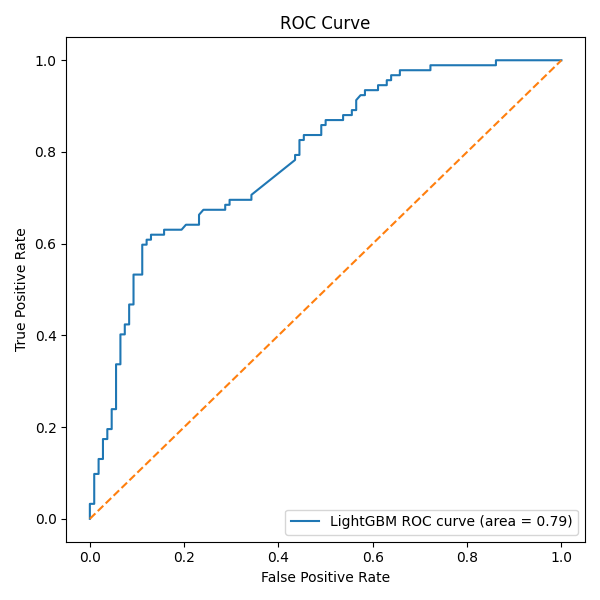 ROC Curve
1.0
0.8
0.6
0.4
0.2
0.0
True Positive Rate
LightGBM ROC curve (area = 0.79)
0.0 0.2 0.4 0.6 0.8 1.0
False Positive Rate